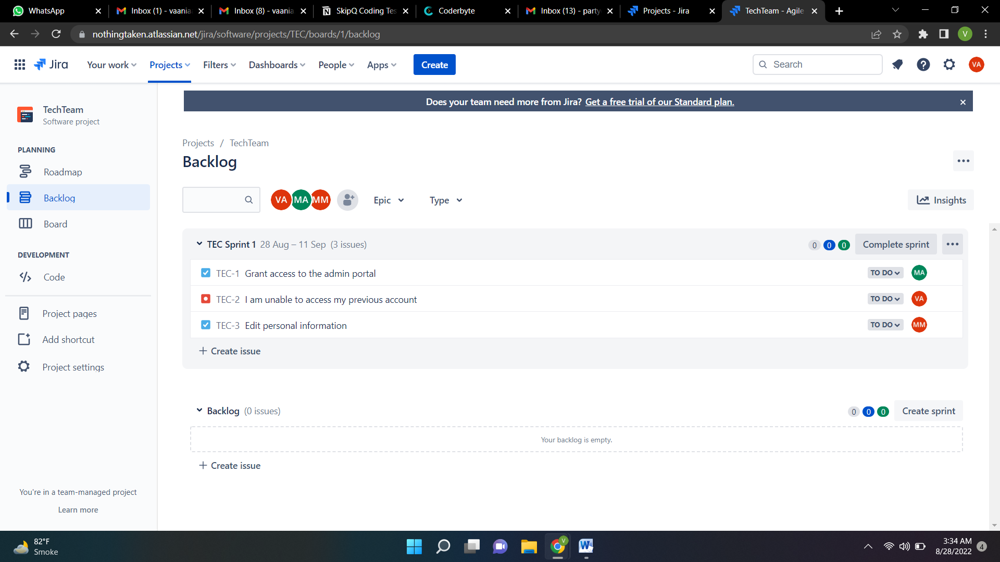 WhatsApp
Inbox (1) - vaania
Inbox (8) - vaania
SkipQ Coding Tes
Coderbyte
Inbox (13) - party
Projects - Jira
TechTeam - Agile
nothingtaken.atlassian.net/jira/software/projects/TEC/boards/1/backlog
V
Jira
Your work
Projects
Filters
Dashboards
People
Apps
Create
Search
VA
TechTeam
Software project
Does your team need more from Jira? Get a free trial of our Standard plan.
PLANNING
Roadmap
Backlog
Board
DEVELOPMENT
Code
Project pages
Add shortcut
Project settings
You're in a team-managed project
Learn more
Projects / TechTeam
Backlog
VA MA MM
Epic
Type
Insights
TEC Sprint 1 28 Aug – 11 Sep (3 issues)
0 0 0
Complete sprint
TEC-1 Grant access to the admin portal TO DO MA
TEC-2 I am unable to access my previous account TO DO VA
TEC-3 Edit personal information TO DO MM
+ Create issue
Backlog (0 issues)
0 0 0
Create sprint
Your backlog is empty.
+ Create issue
82°F
Smoke
V
W
3:34 AM
8/28/2022
4